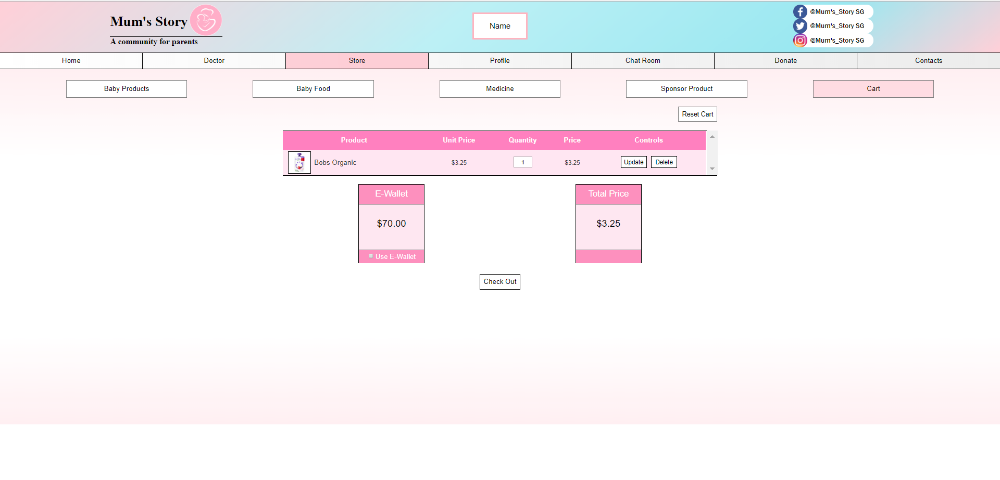 Mum's Story
A community for parents
Name
@Mum's_Story SG
@Mum's_Story SG
@Mum's_Story SG
Home Doctor Store Profile Chat Room Donate Contacts
Baby Products Baby Food Medicine Sponsor Product Cart
Reset Cart
Product Unit Price Quantity Price Controls
Bobs Organic $3.25 1 $3.25 Update Delete
E-Wallet Total Price
$70.00 $3.25
Use E-Wallet
Check Out